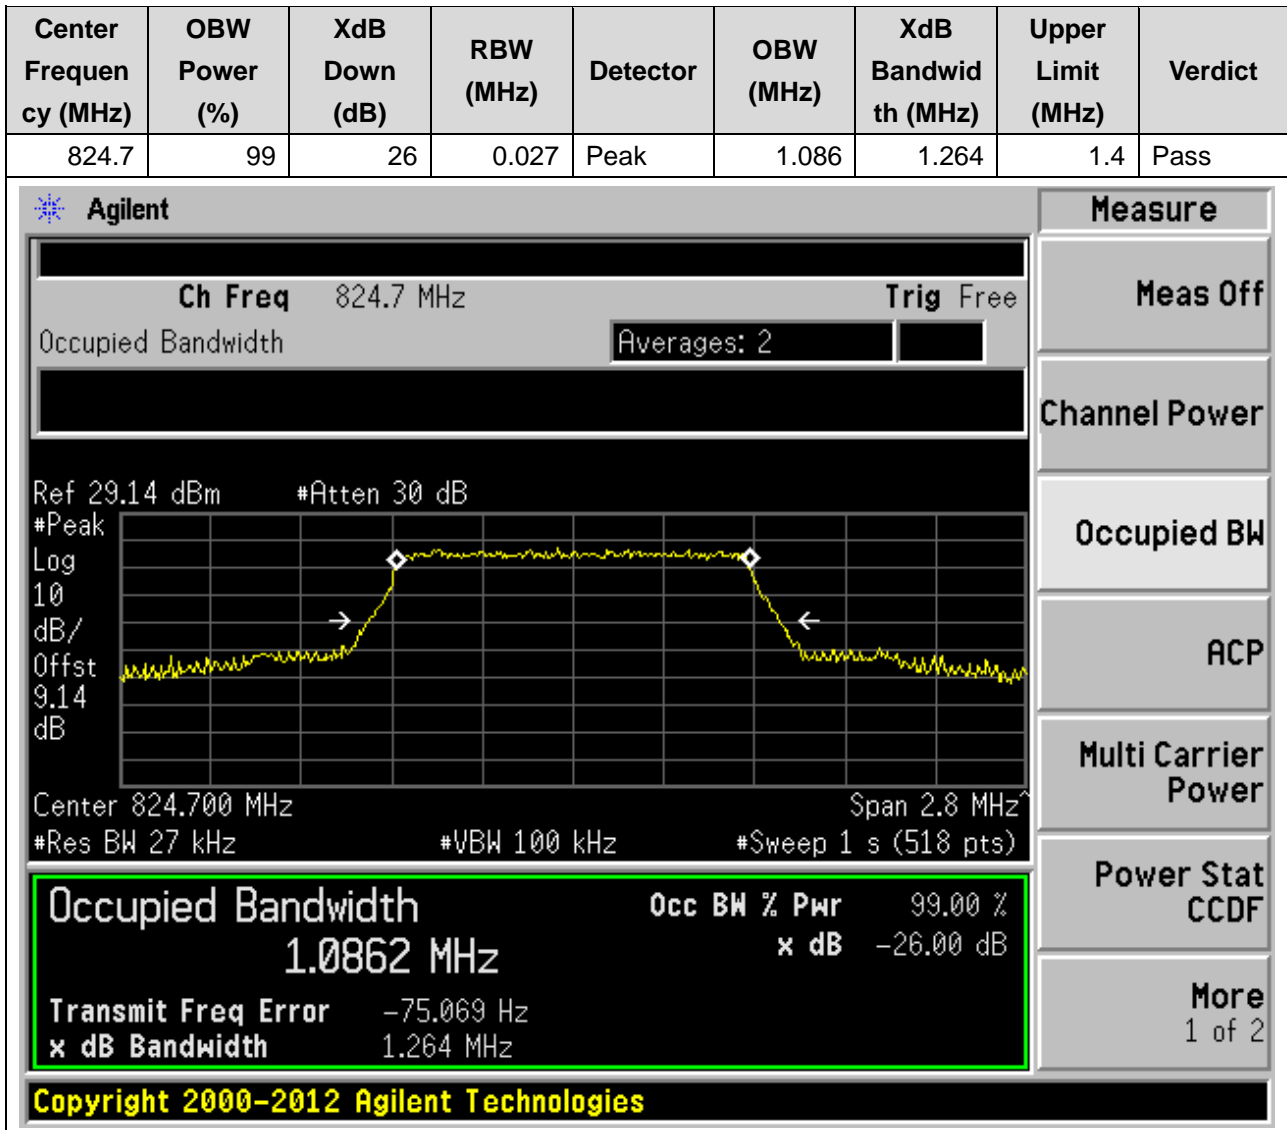 Center Frequen cy (MHz) OBW Power (%) XdB Down (dB) RBW (MHz) Detector OBW (MHz) XdB Bandwid th (MHz) Upper Limit (MHz) Verdict
824.7 99 26 0.027 Peak 1.086 1.264 1.4 Pass
Agilent
Measure
Ch Freq 824.7 MHz Trig Free
Occupied Bandwidth Averages: 2
Ref 29.14 dBm #Atten 30 dB
#Peak
Log
10
dB/
Offst
9.14
dB
Center 824.700 MHz Span 2.8 MHz^
#Res BW 27 kHz #VBW 100 kHz #Sweep 1 s (518 pts)
Occupied Bandwidth Occ BW % Pwr 99.00 %
1.0862 MHz x dB -26.00 dB
Transmit Freq Error -75.069 Hz
x dB Bandwidth 1.264 MHz
Meas Off
Channel Power
Occupied BW
ACP
Multi Carrier
Power
Power Stat
CCDF
More
1 of 2
Copyright 2000-2012 Agilent Technologies